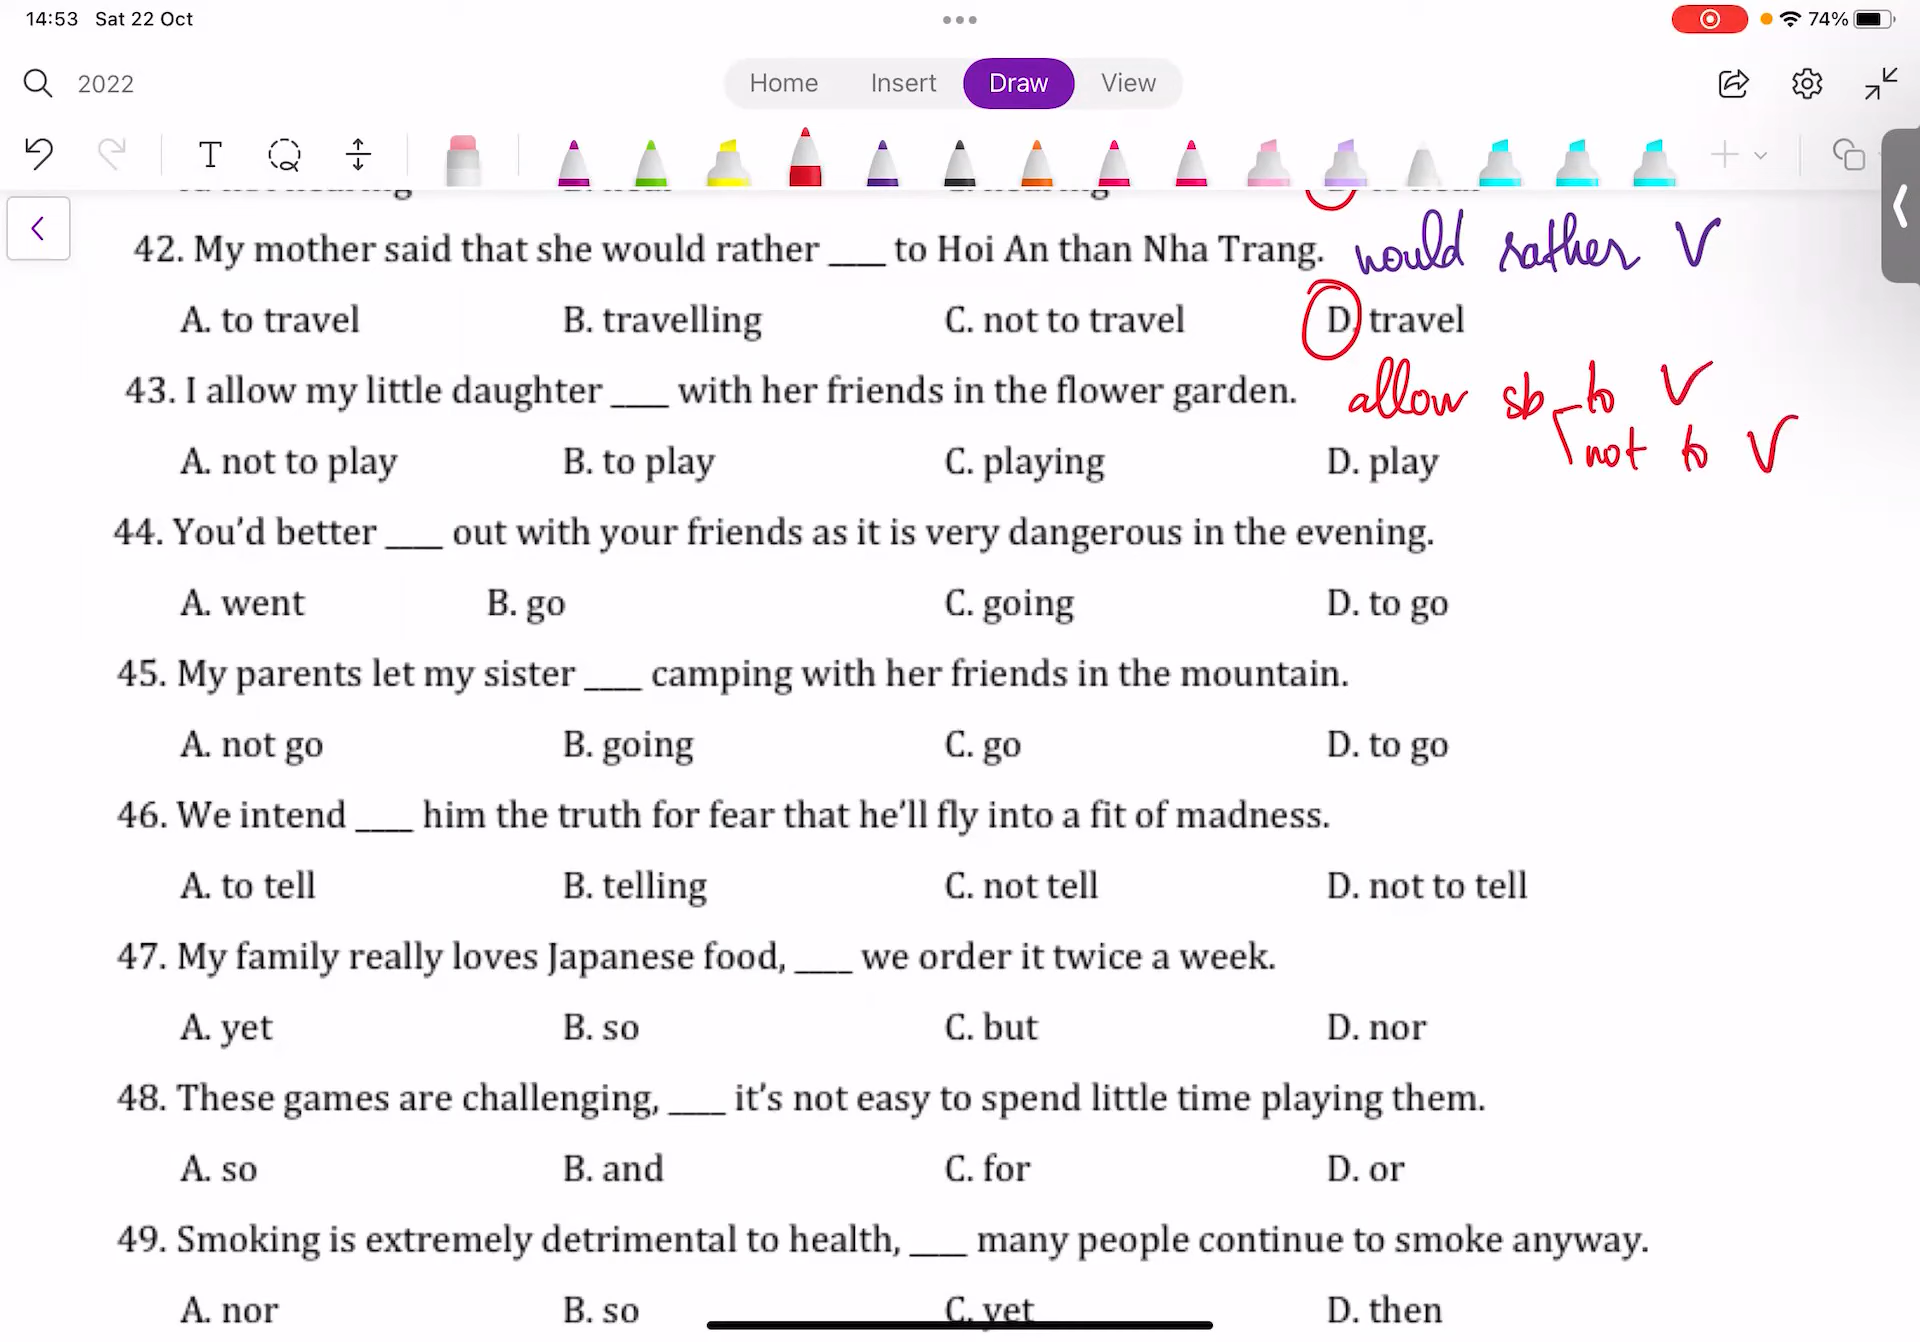 14:53 Sat 22 Oct
74%
2022
Home Insert Draw View
T
42. My mother said that she would rather ____ to Hoi An than Nha Trang. would rather V
A. to travel B. travelling C. not to travel D. travel
43. I allow my little daughter ____ with her friends in the flower garden. allow sb to V
not to V
A. not to play B. to play C. playing D. play
44. You'd better ____ out with your friends as it is very dangerous in the evening.
A. went B. go C. going D. to go
45. My parents let my sister ____ camping with her friends in the mountain.
A. not go B. going C. go D. to go
46. We intend ____ him the truth for fear that he'll fly into a fit of madness.
A. to tell B. telling C. not tell D. not to tell
47. My family really loves Japanese food, ____ we order it twice a week.
A. yet B. so C. but D. nor
48. These games are challenging, ____ it's not easy to spend little time playing them.
A. so B. and C. for D. or
49. Smoking is extremely detrimental to health, ____ many people continue to smoke anyway.
A. nor B. so C. yet D. then